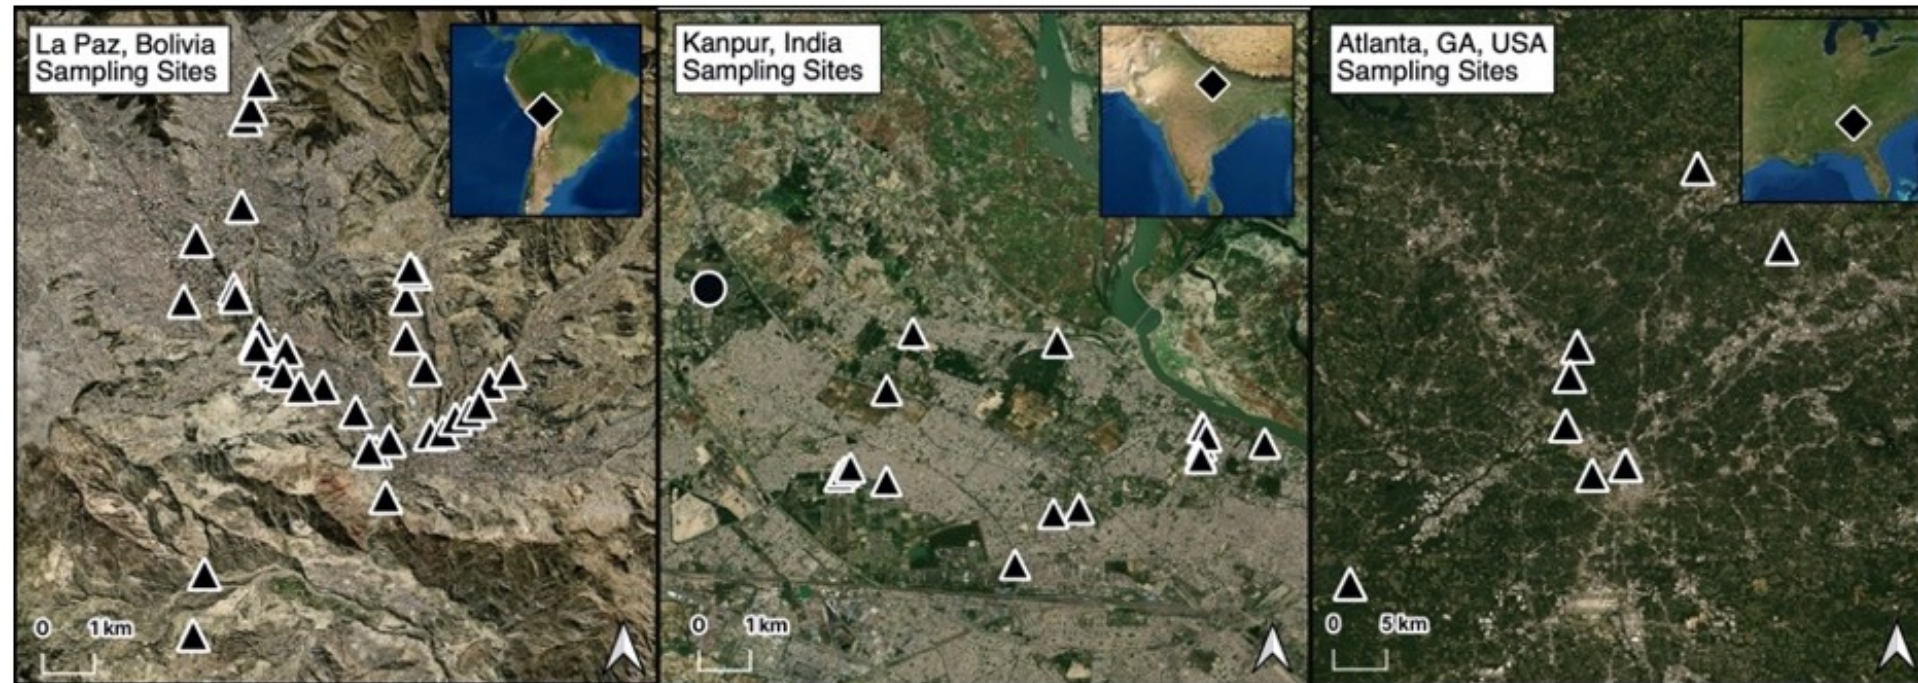 La Paz, Bolivia
Sampling Sites
0 1 km
Kanpur, India
Sampling Sites
0 1 km
Atlanta, GA, USA
Sampling Sites
0 5 km